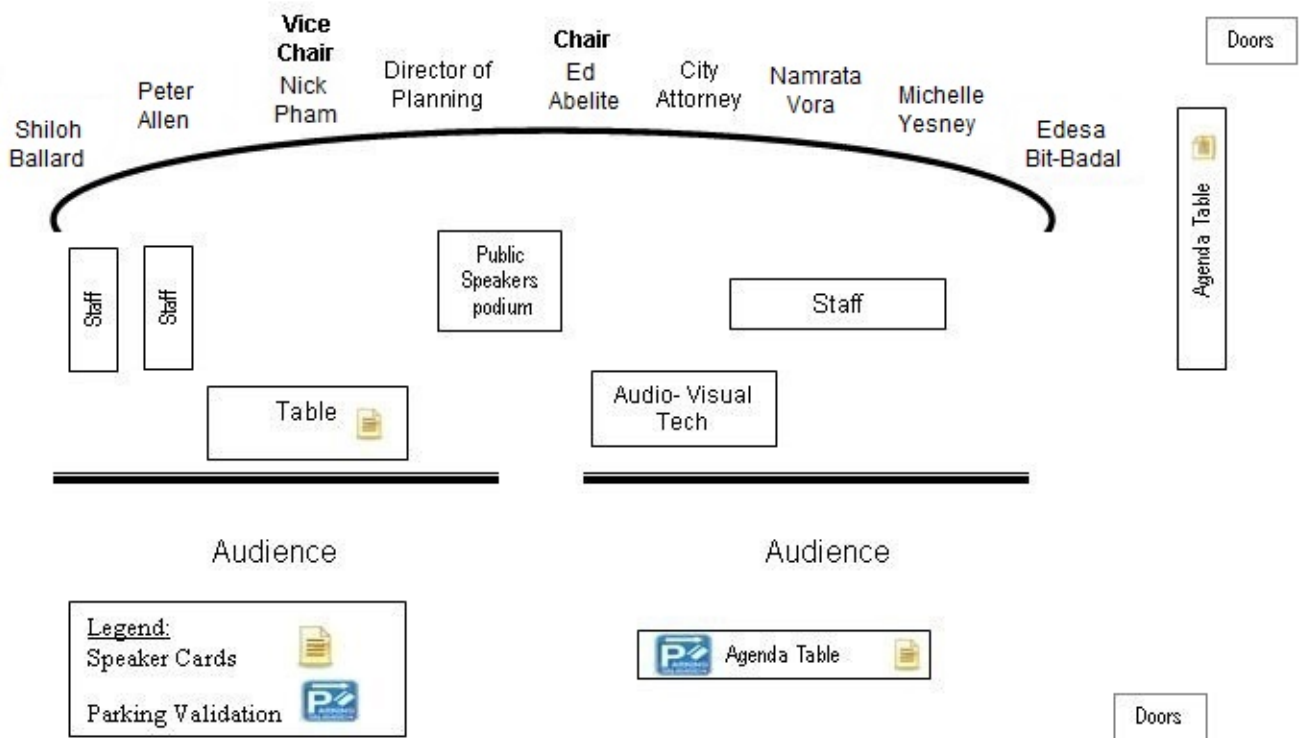 Vice
Chair
Nick
Pham
Director of
Planning
Chair
Ed
Abelite
City
Attorney
Doors
Peter
Allen
Namrata
Vora
Michelle
Yesney
Shiloh
Ballard
Edesa
Bit-Badal
Agenda Table
Staff
Staff
Public
Speakers
podium
Staff
Table
Audio- Visual
Tech
Audience
Audience
Legend:
Speaker Cards
Parking Validation
Agenda Table
Doors